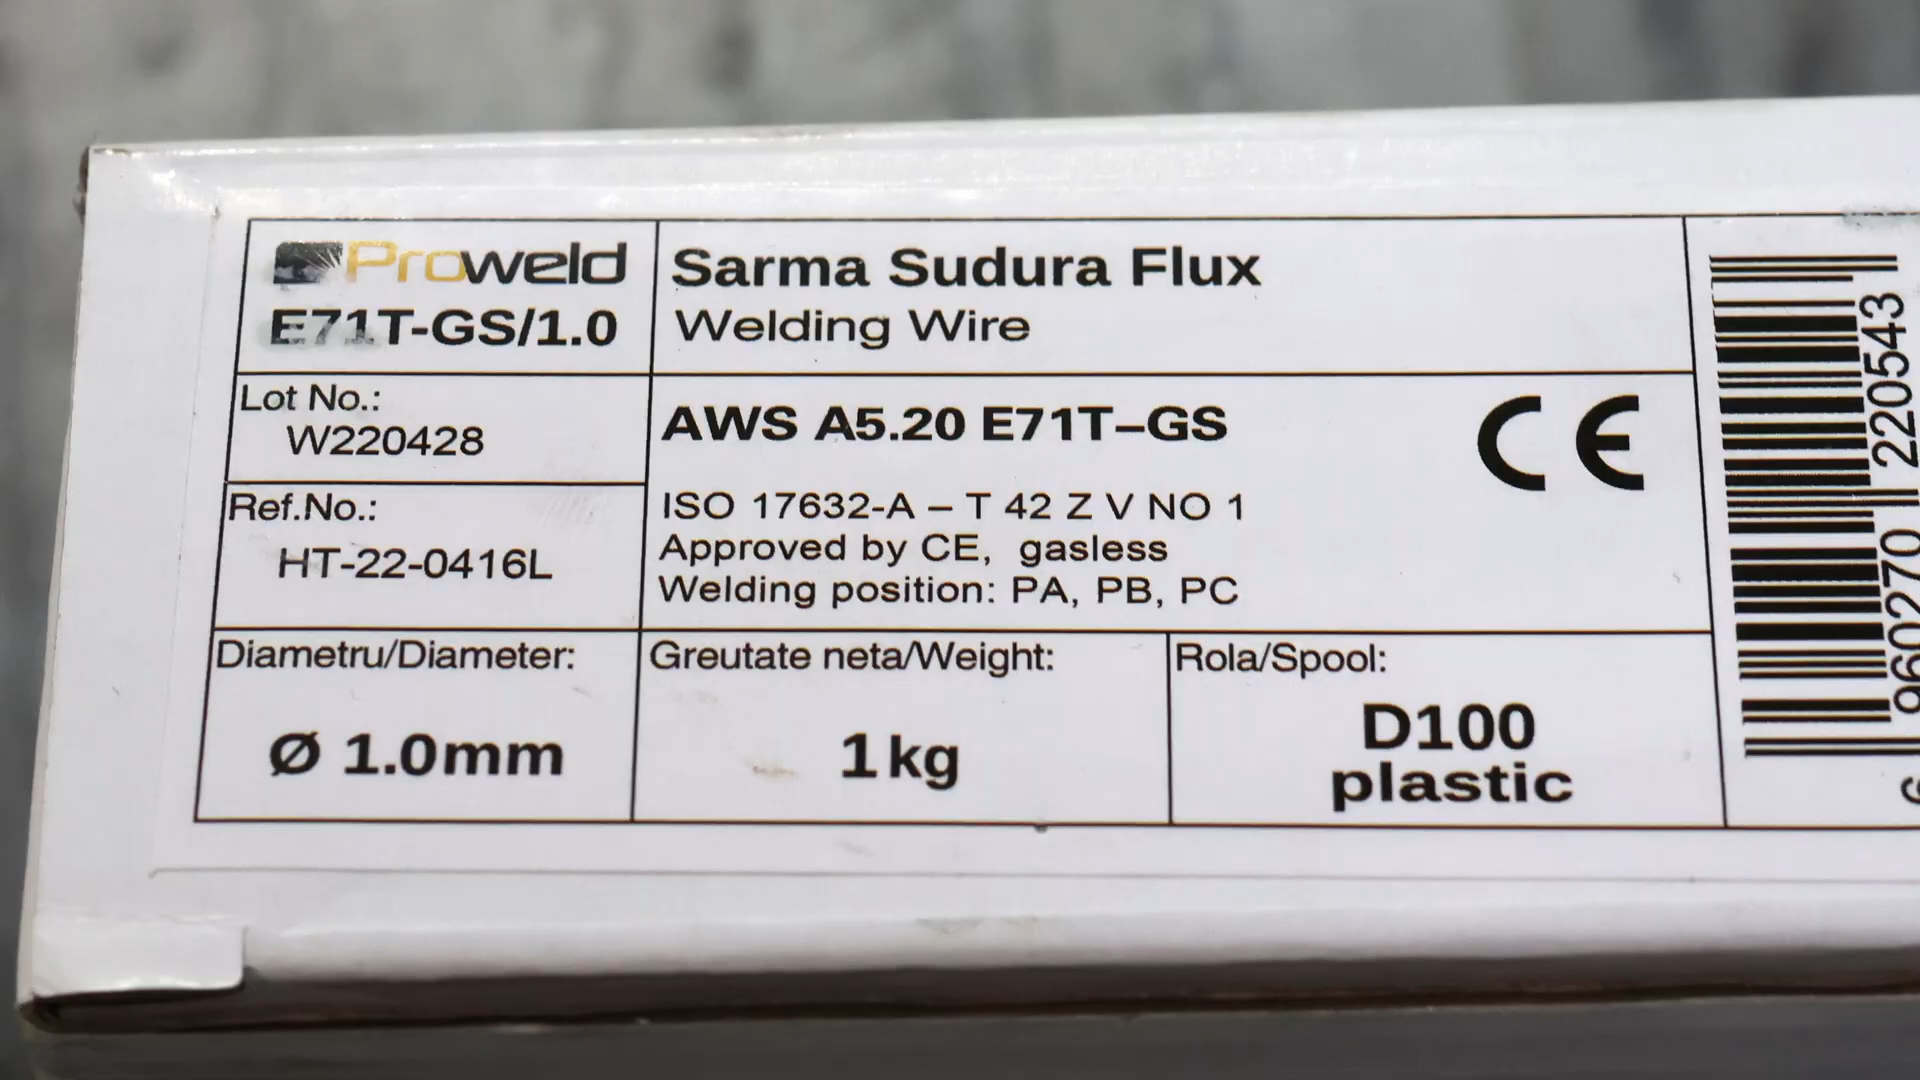 Proweld
E71T-GS/1.0
Sarma Sudura Flux
Welding Wire
Lot No.:
W220428
Ref.No.:
HT-22-0416L
AWS A5.20 E71T–GS
CE
ISO 17632-A – T 42 Z V NO 1
Approved by CE, gasless
Welding position: PA, PB, PC
Diametru/Diameter:
Ø 1.0mm
Greutate neta/Weight:
1 kg
Rola/Spool:
D100
plastic
960270 220543